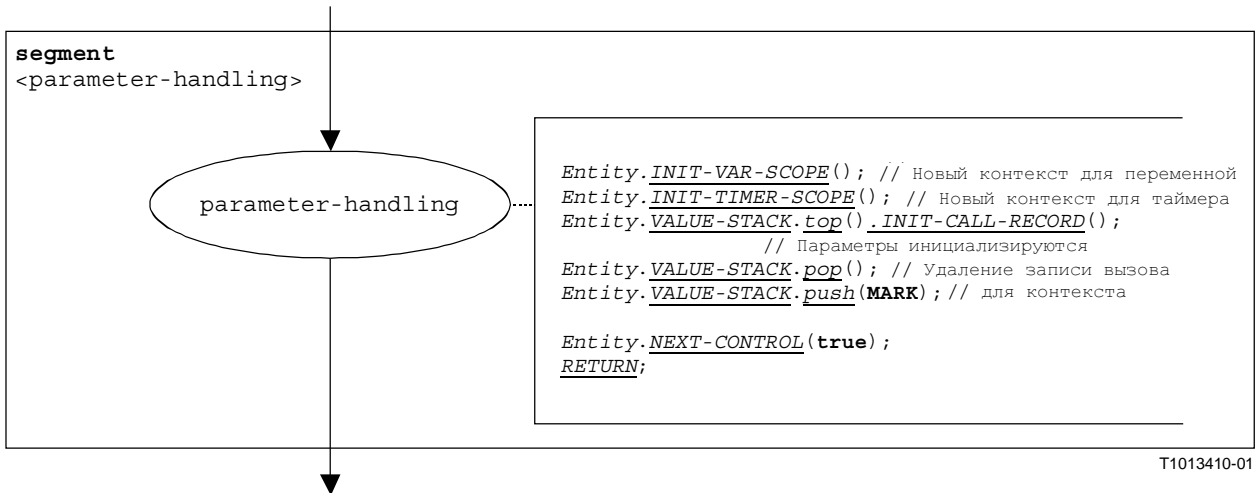 segment
<parameter-handling>
parameter-handling
Entity.INIT-VAR-SCOPE(); // Новый контекст для переменной
Entity.INIT-TIMER-SCOPE(); // Новый контекст для таймера
Entity.VALUE-STACK.top().INIT-CALL-RECORD();
// Параметры инициализируются
Entity.VALUE-STACK.pop(); // Удаление записи вызова
Entity.VALUE-STACK.push(MARK); // для контекста
Entity.NEXT-CONTROL(true);
RETURN;
T1013410-01